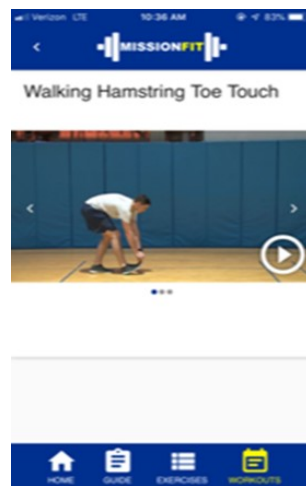 Verizon LTE 10:36 AM 83%
MISSIONFIT
Walking Hamstring Toe Touch
HOME GUIDE EXERCISES WORKOUTS